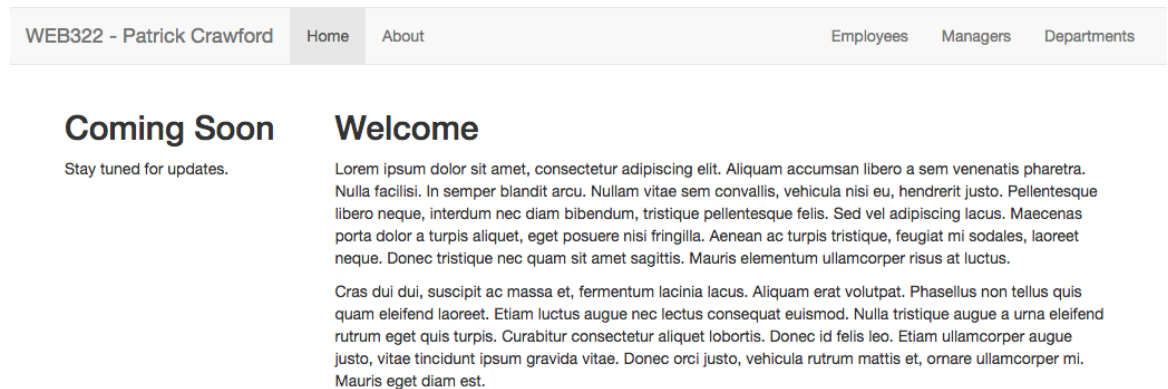 WEB322 - Patrick Crawford Home About Employees Managers Departments
Coming Soon
Stay tuned for updates.
Welcome
Lorem ipsum dolor sit amet, consectetur adipiscing elit. Aliquam accumsan libero a sem venenatis pharetra.
Nulla facilisi. In semper blandit arcu. Nullam vitae sem convallis, vehicula nisi eu, hendrerit justo. Pellentesque
libero neque, interdum nec diam bibendum, tristique pellentesque felis. Sed vel adipiscing lacus. Maecenas
porta dolor a turpis aliquet, eget posuere nisi fringilla. Aenean ac turpis tristique, feugiat mi sodales, laoreet
neque. Donec tristique nec quam sit amet sagittis. Mauris elementum ullamcorper risus at luctus.
Cras dui dui, suscipit ac massa et, fermentum lacinia lacus. Aliquam erat volutpat. Phasellus non tellus quis
quam eleifend laoreet. Etiam luctus augue nec lectus consequat euismod. Nulla tristique augue a urna eleifend
rutrum eget quis turpis. Curabitur consectetur aliquet lobortis. Donec id felis leo. Etiam ullamcorper augue
justo, vitae tincidunt ipsum gravida vitae. Donec orci justo, vehicula rutrum mattis et, ornare ullamcorper mi.
Mauris eget diam est.